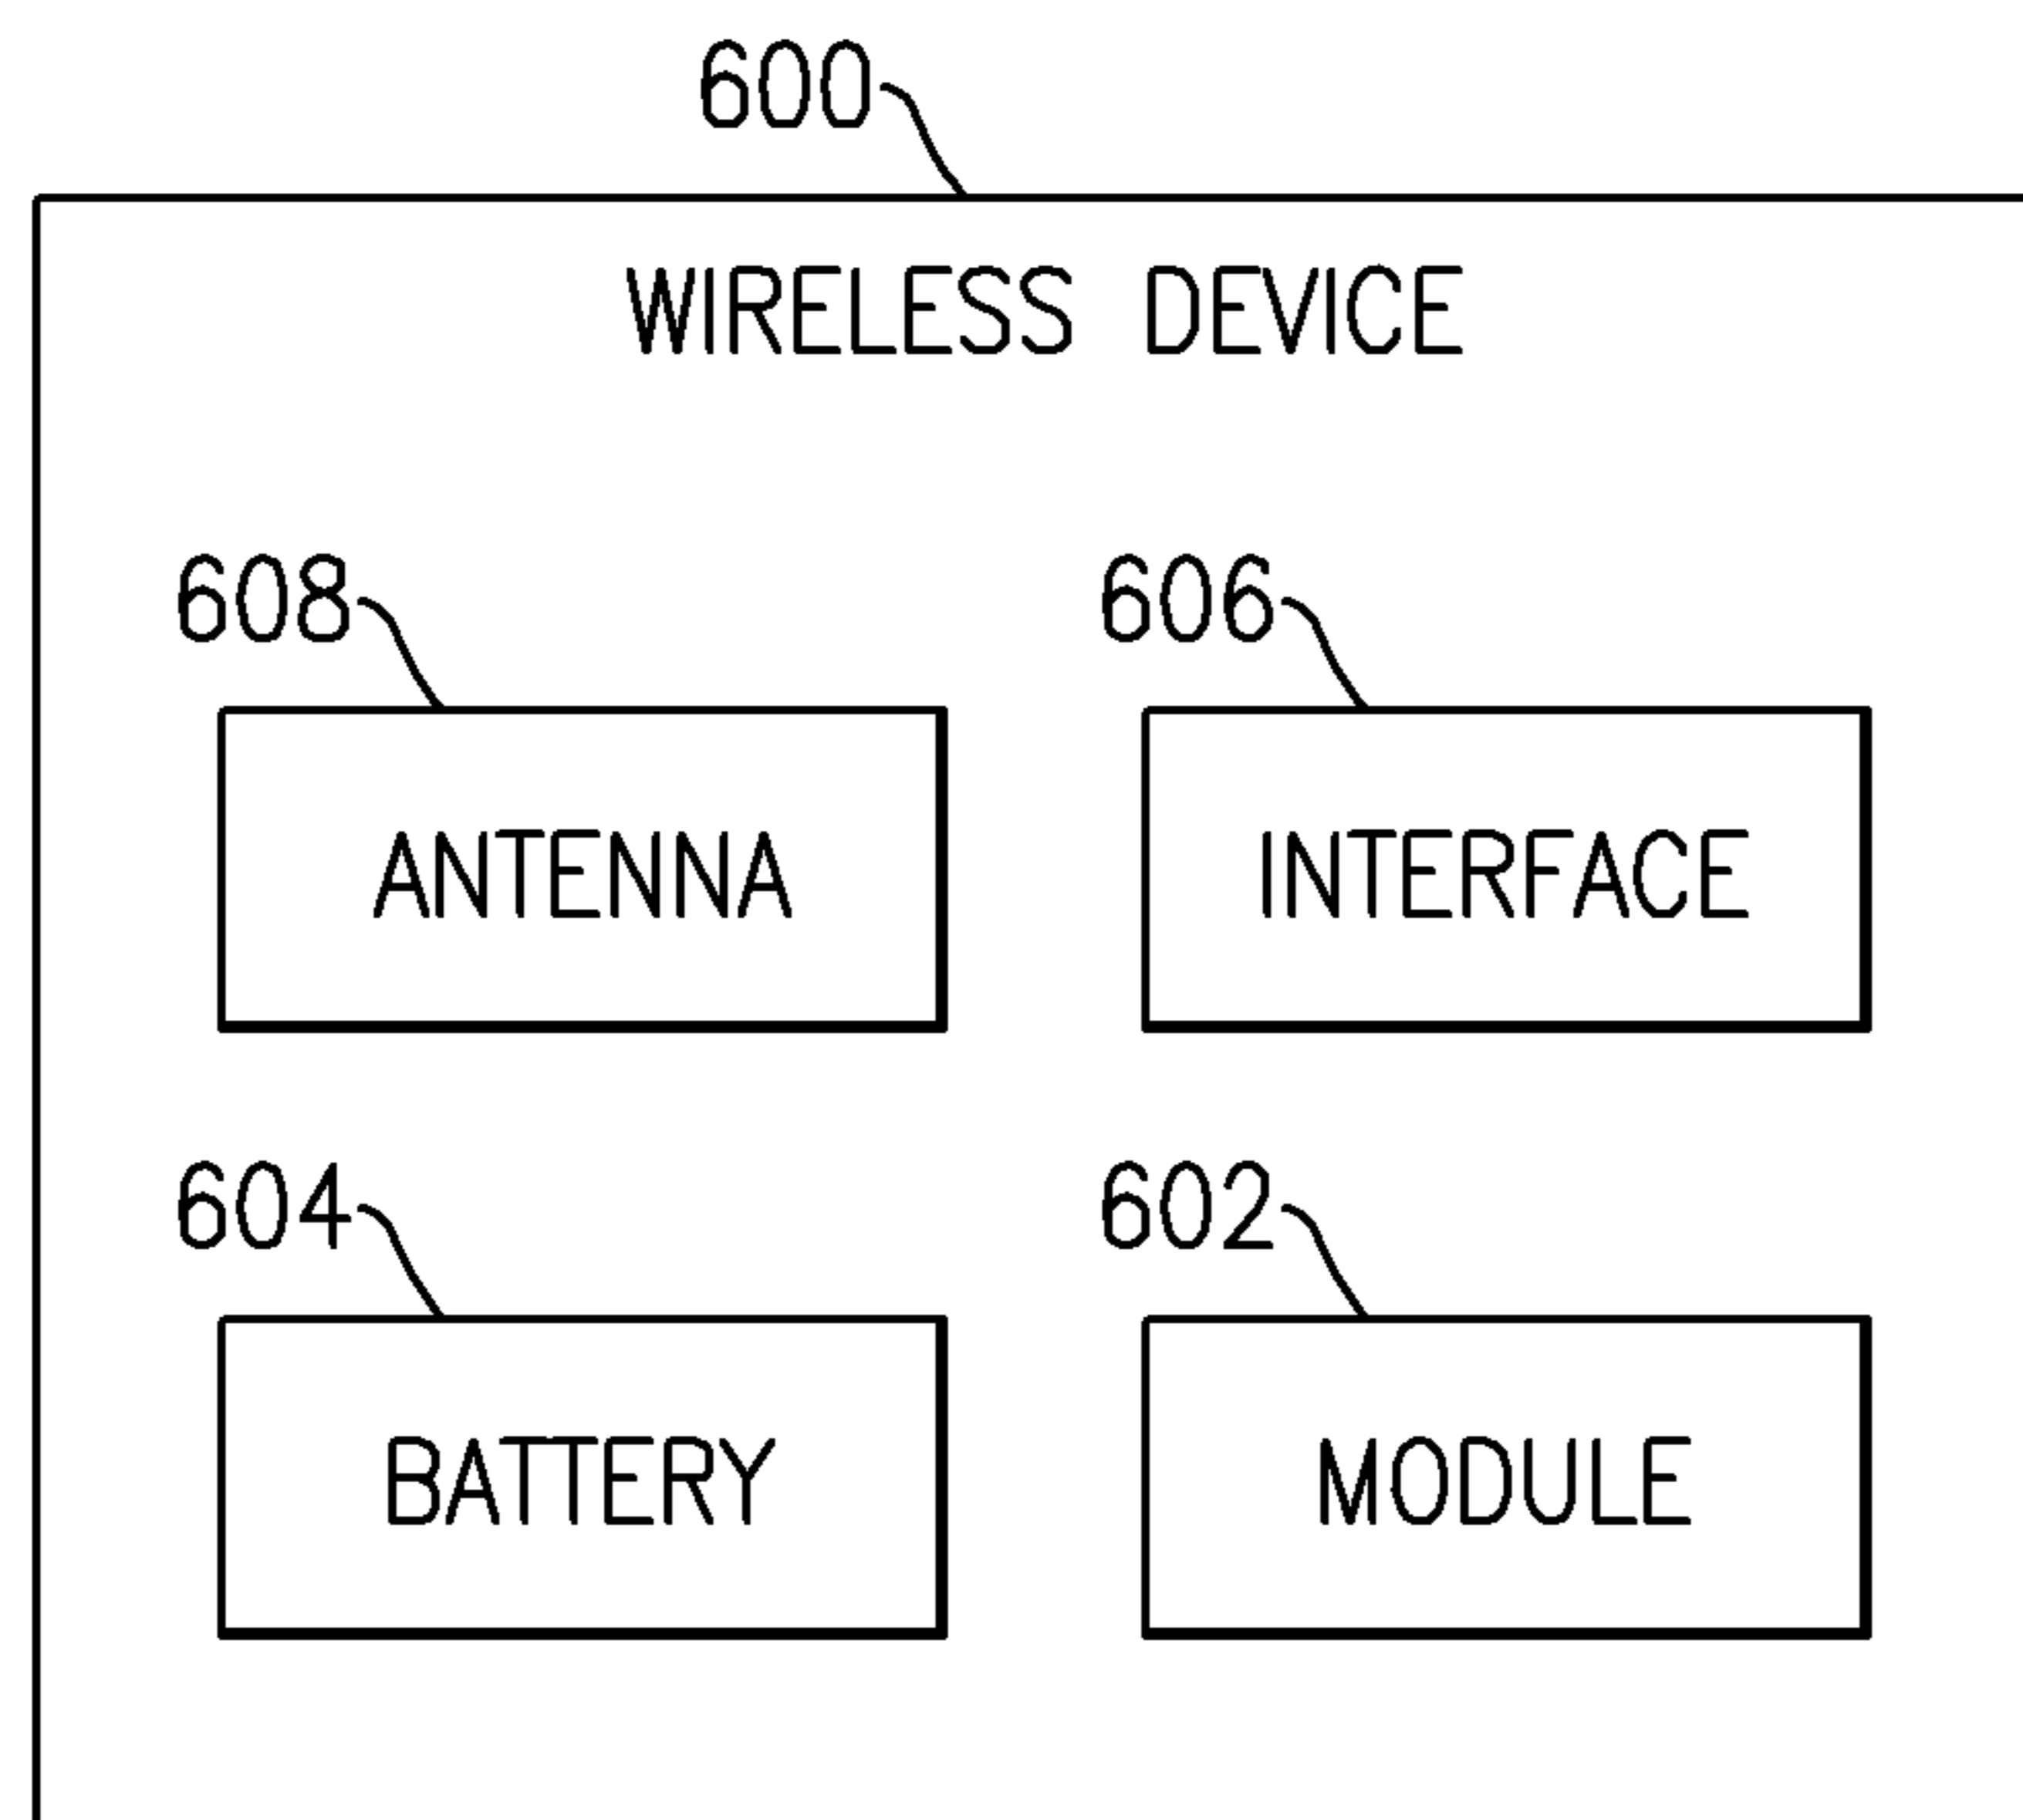 600
WIRELESS DEVICE
608
606
ANTENNA
INTERFACE
604
602
BATTERY
MODULE